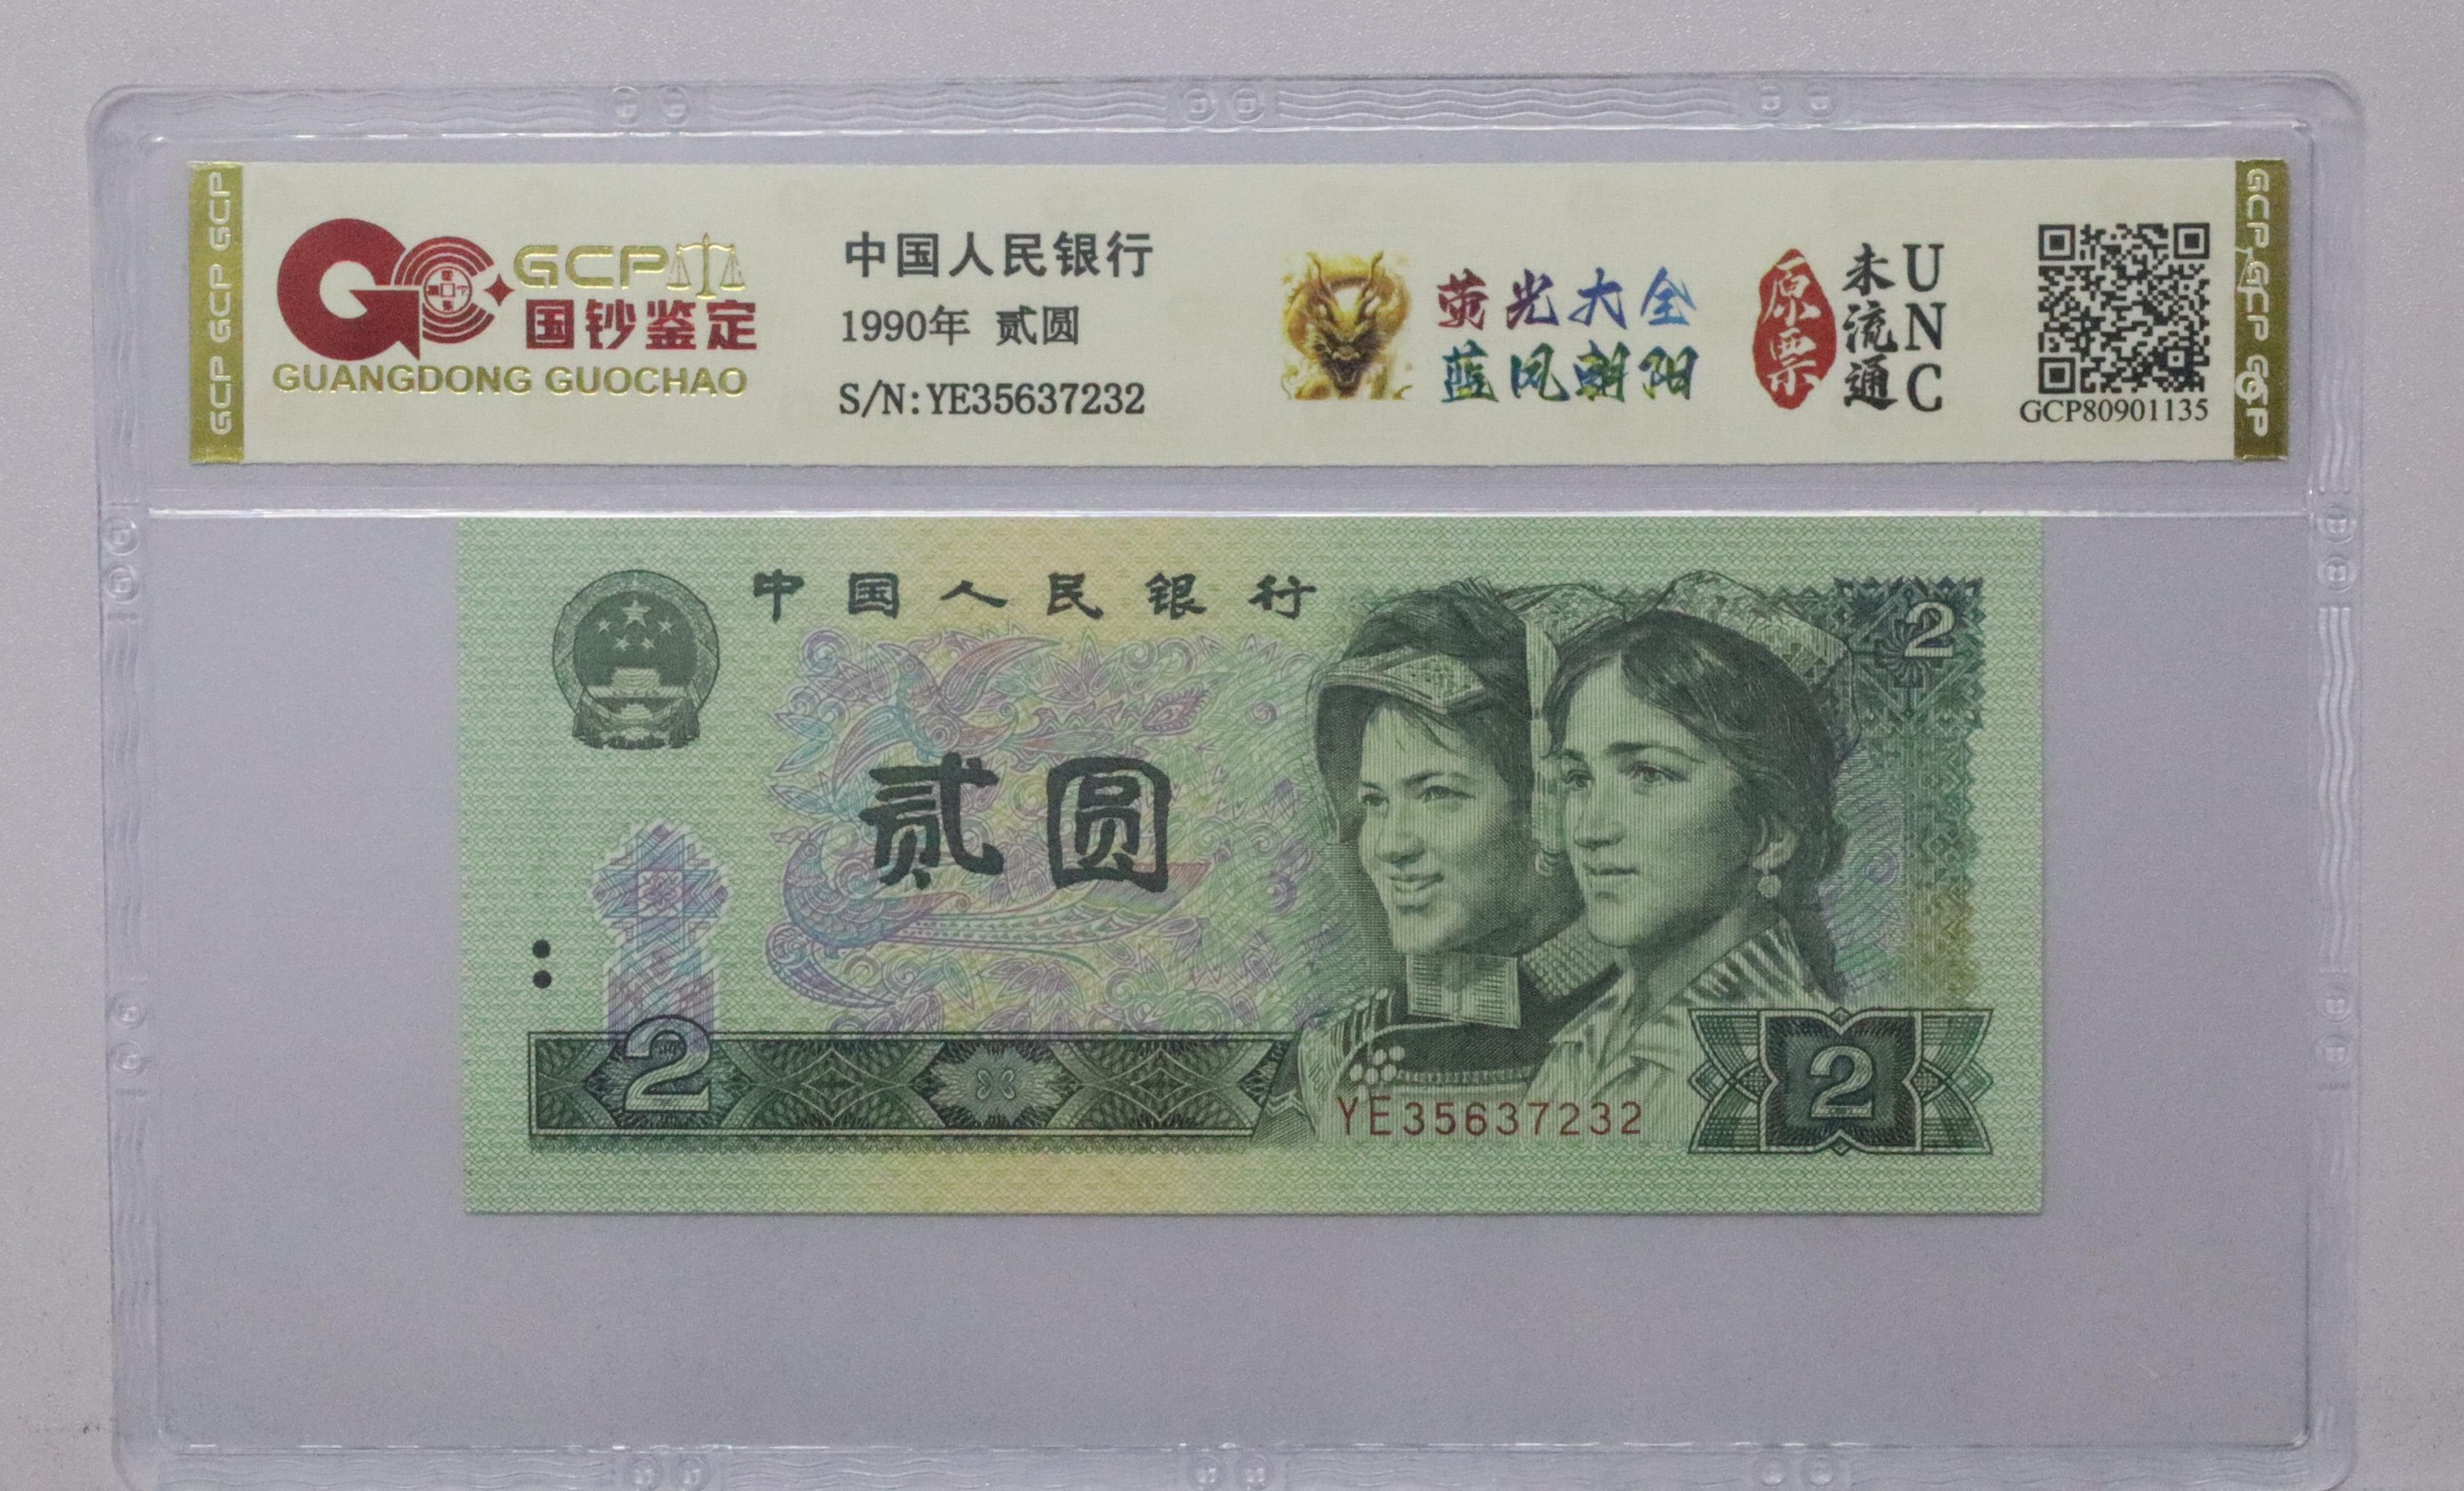 GCP GCP GCP
GCP
国钞鉴定
GUANGDONG GUOCHAO
中国人民银行
1990年 贰圆
S/N:YE35637232
荧光大全
蓝凤朝阳
原票
未流通
UNC
GCP80901135
GCP GCP GCP
中国人民银行
2
贰圆
2
YE35637232
2